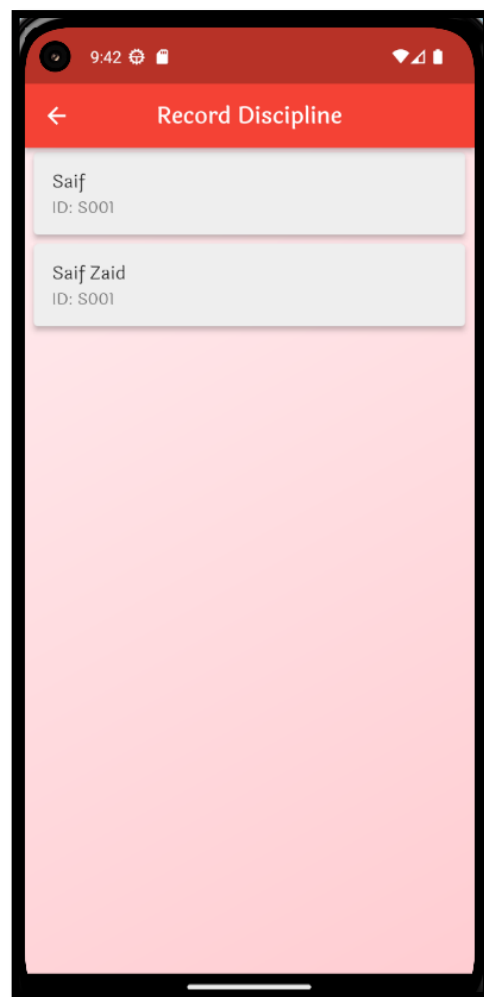 9:42
Record Discipline
Saif
ID: S001
Saif Zaid
ID: S001